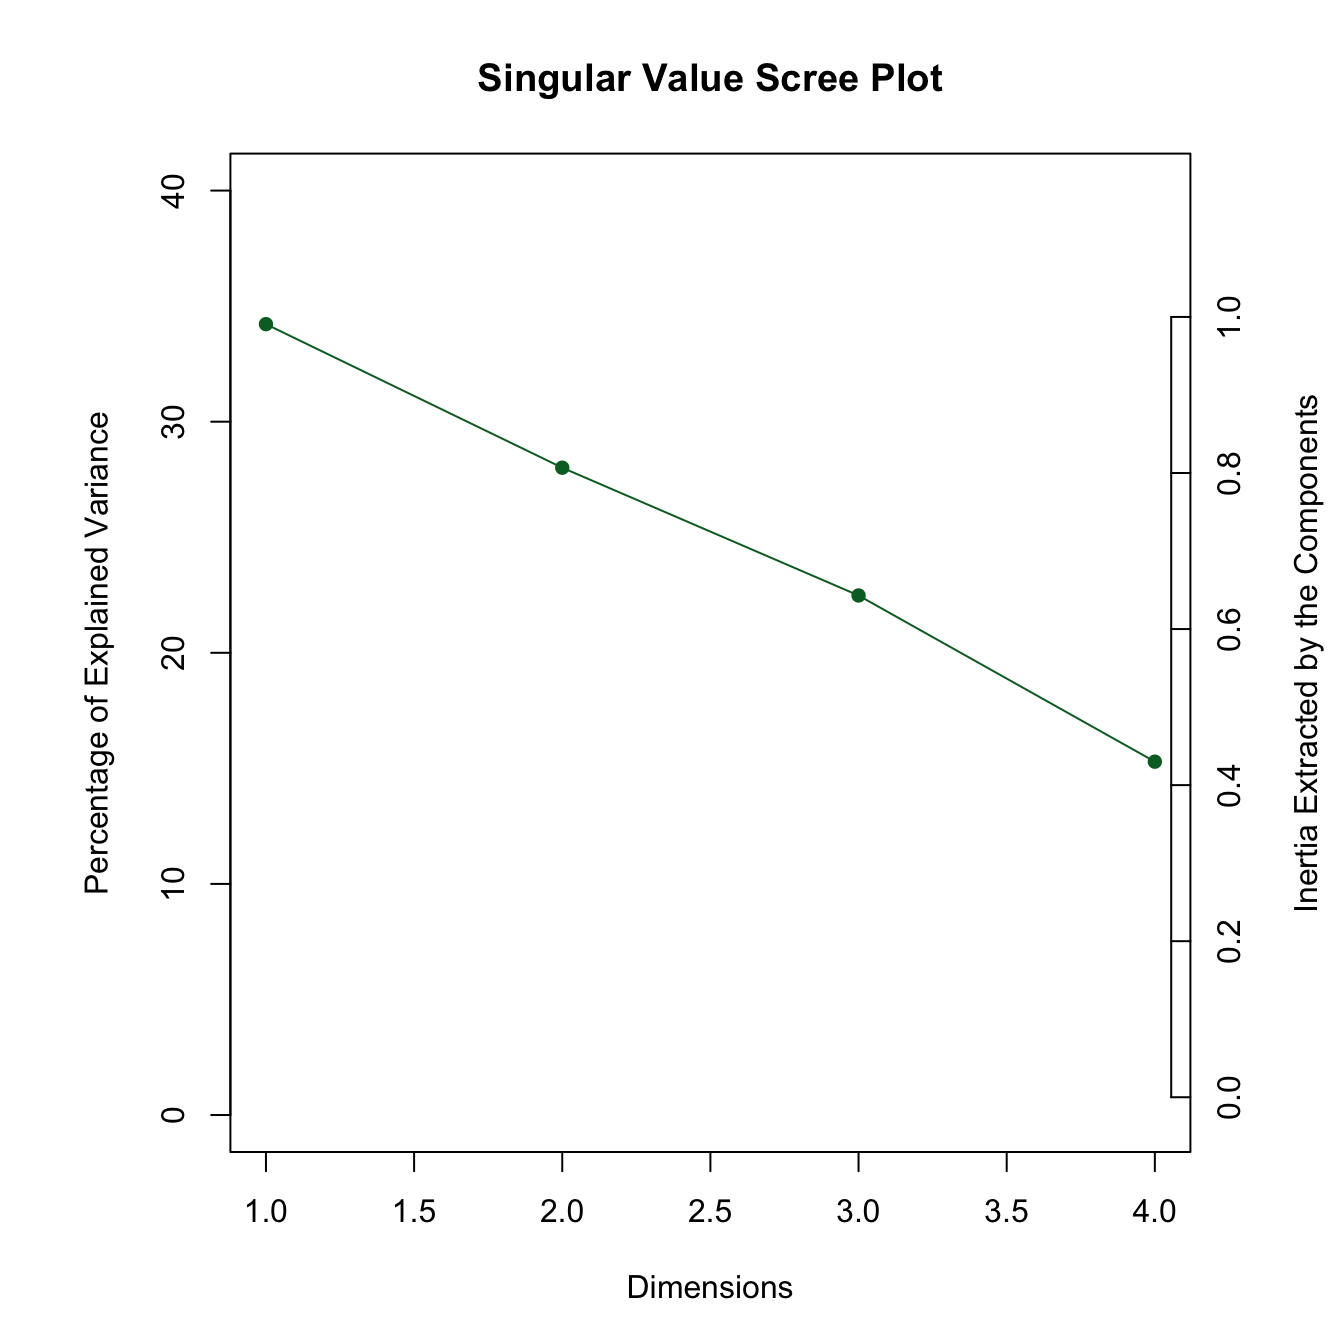 Singular Value Scree Plot
Percentage of Explained Variance
40
30
20
10
0
1.0
0.8
0.6
0.4
0.2
0.0
Inertia Extracted by the Components
1.0 1.5 2.0 2.5 3.0 3.5 4.0
Dimensions